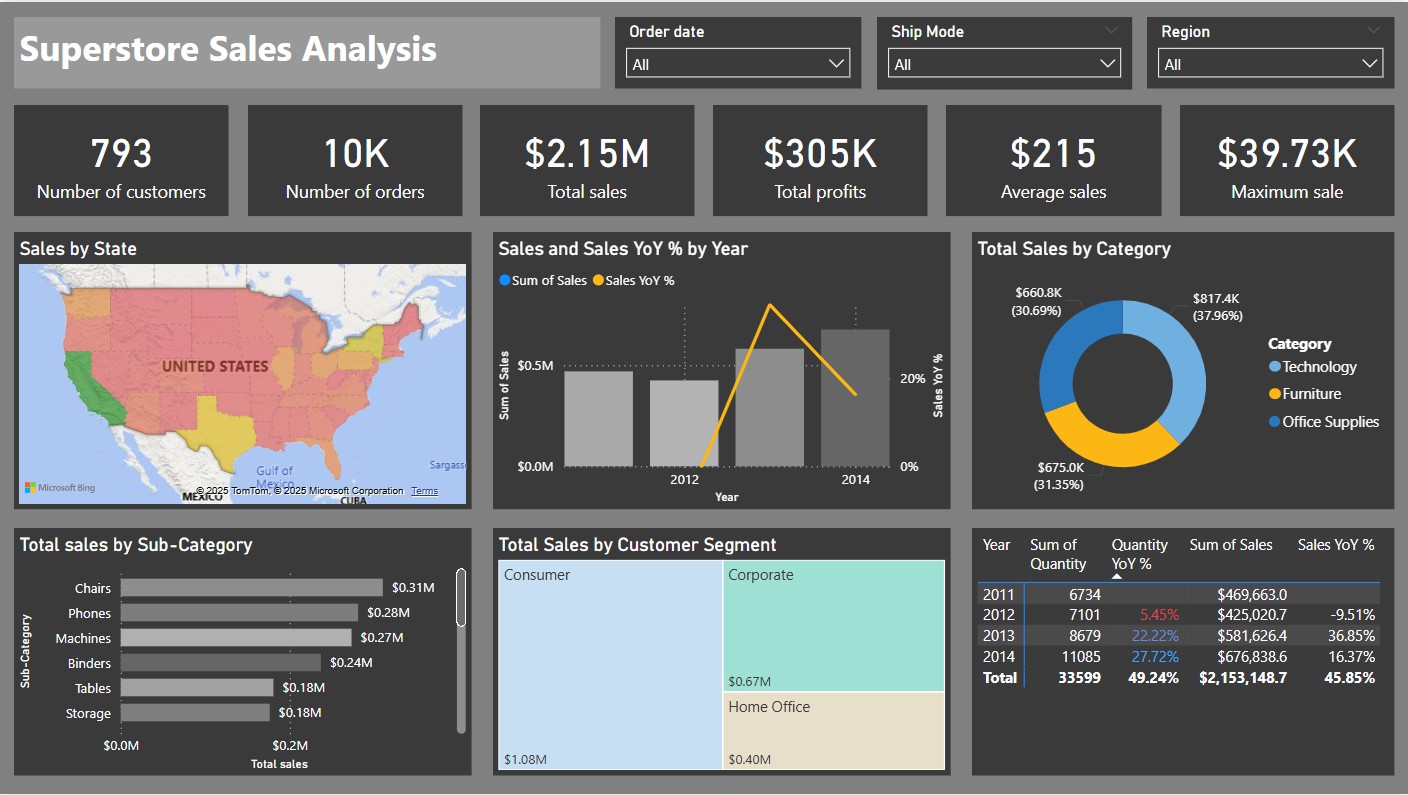 Superstore Sales Analysis
Order date
All
Ship Mode
All
Region
All
793
Number of customers
10K
Number of orders
$2.15M
Total sales
$305K
Total profits
$215
Average sales
$39.73K
Maximum sale
Sales by State
UNITED STATES
Gulf of
Mexico
Sargass
MEXICO
CUBA
Microsoft Bing
© 2025 TomTom, © 2025 Microsoft Corporation Terms
Sales and Sales YoY % by Year
Sum of Sales Sales YoY %
Sum of Sales
$0.5M
$0.0M
20%
0%
Sales YoY %
2012 2014
Year
Total Sales by Category
$660.8K
(30.69%)
$817.4K
(37.96%)
$675.0K
(31.35%)
Category
Technology
Furniture
Office Supplies
Total sales by Sub-Category
Sub-Category
Chairs $0.31M
Phones $0.28M
Machines $0.27M
Binders $0.24M
Tables $0.18M
Storage $0.18M
$0.0M $0.2M
Total sales
Total Sales by Customer Segment
Consumer
$1.08M
Corporate
$0.67M
Home Office
$0.40M
Year Sum of Quantity Quantity YoY % Sum of Sales Sales YoY %
2011 6734 $469,663.0
2012 7101 5.45% $425,020.7 -9.51%
2013 8679 22.22% $581,626.4 36.85%
2014 11085 27.72% $676,838.6 16.37%
Total 33599 49.24% $2,153,148.7 45.85%